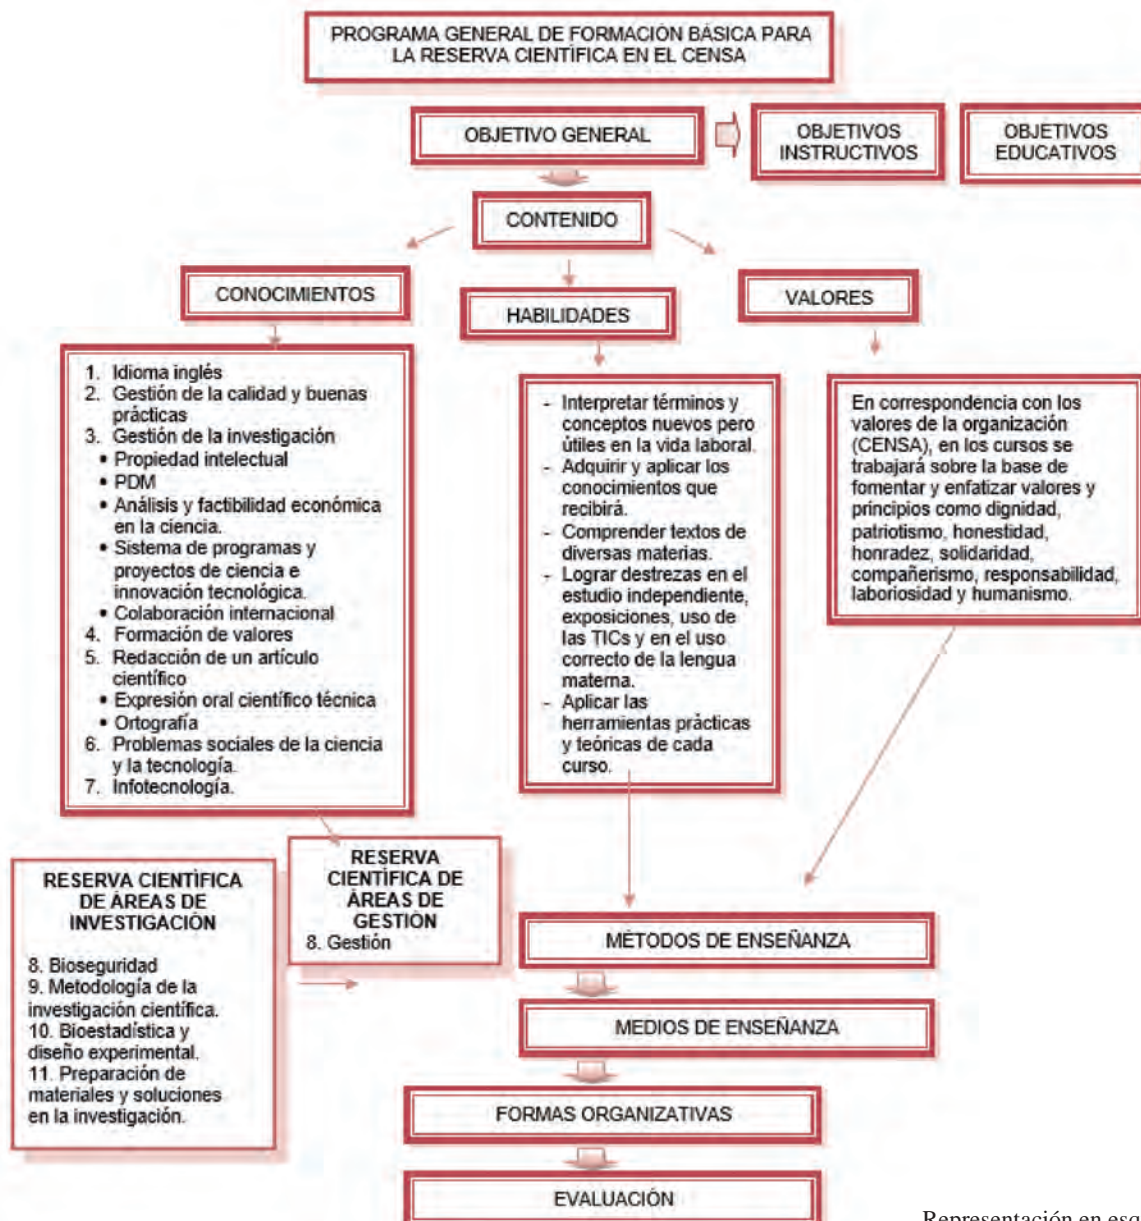 PROGRAMA GENERAL DE FORMACIÓN BÁSICA PARA
LA RESERVA CIENTÍFICA EN EL CENSA
OBJETIVO GENERAL
OBJETIVOS
INSTRUCTIVOS
OBJETIVOS
EDUCATIVOS
CONTENIDO
CONOCIMIENTOS
HABILIDADES
VALORES
1. Idioma inglés
2. Gestión de la calidad y buenas
prácticas
3. Gestión de la investigación
• Propiedad intelectual
• PDM
• Análisis y factibilidad económica
en la ciencia.
• Sistema de programas y
proyectos de ciencia e
innovación tecnológica.
• Colaboración internacional
4. Formación de valores
5. Redacción de un artículo
científico
• Expresión oral científico técnica
• Ortografía
6. Problemas sociales de la ciencia
y la tecnología.
7. Infotecnología.
- Interpretar términos y
conceptos nuevos pero
útiles en la vida laboral.
- Adquirir y aplicar los
conocimientos que
recibirá.
- Comprender textos de
diversas materias.
- Lograr destrezas en el
estudio independiente,
exposiciones, uso de
las TICs y en el uso
correcto de la lengua
materna.
- Aplicar las
herramientas prácticas
y teóricas de cada
curso.
En correspondencia con los
valores de la organización
(CENSA), en los cursos se
trabajará sobre la base de
fomentar y enfatizar valores y
principios como dignidad,
patriotismo, honestidad,
honradez, solidaridad,
compañerismo, responsabilidad,
laboriosidad y humanismo.
RESERVA CIENTÍFICA
DE ÁREAS DE
INVESTIGACIÓN
8. Bioseguridad
9. Metodología de la
investigación científica.
10. Bioestadística y
diseño experimental.
11. Preparación de
materiales y soluciones
en la investigación.
RESERVA
CIENTÍFICA DE
ÁREAS DE
GESTIÓN
8. Gestión
MÉTODOS DE ENSEÑANZA
MEDIOS DE ENSEÑANZA
FORMAS ORGANIZATIVAS
EVALUACIÓN
Representación en